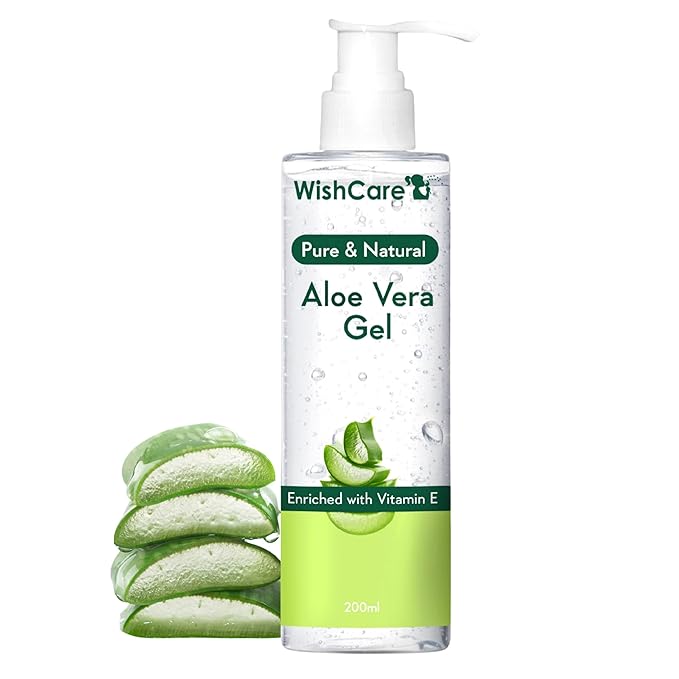 WishCare
Pure & Natural
Aloe Vera
Gel
Enriched with Vitamin E
200ml